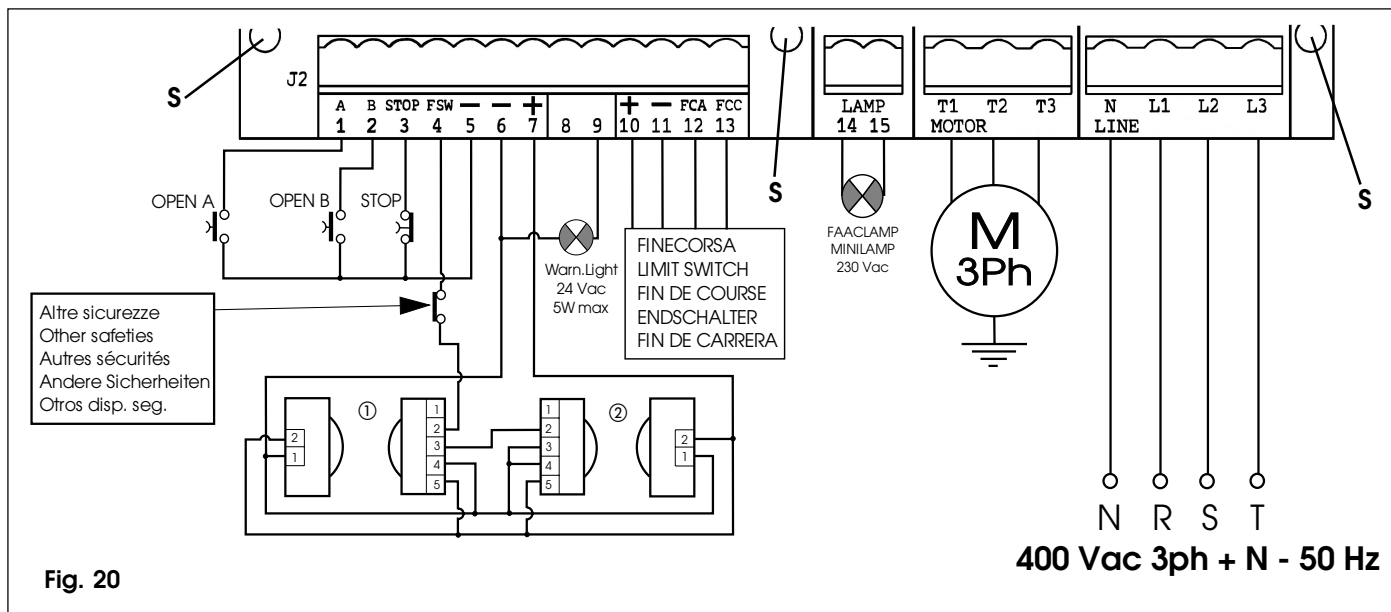 J2
S
S
S
A B STOP FSW − − + + − FCA FCC
1 2 3 4 5 6 7 8 9 10 11 12 13
LAMP
14 15
T1 T2 T3
MOTOR
N L1 L2 L3
LINE
OPEN A
OPEN B
STOP
Warn.Light
24 Vac
5W max
FINECORSA
LIMIT SWITCH
FIN DE COURSE
ENDSCHALTER
FIN DE CARRERA
FAACLAMP
MINILAMP
230 Vac
M
3Ph
Altre sicurezze
Other safeties
Autres sécurités
Andere Sicherheiten
Otros disp. seg.
2
1
①
1
2
3
4
5
1
2
3
4
5
②
2
1
N R S T
400 Vac 3ph + N - 50 Hz
Fig. 20